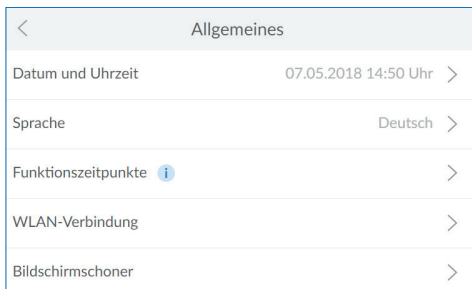 Allgemeines
Datum und Uhrzeit 07.05.2018 14:50 Uhr
Sprache Deutsch
Funktionszeitpunkte i
WLAN-Verbindung
Bildschirmschoner